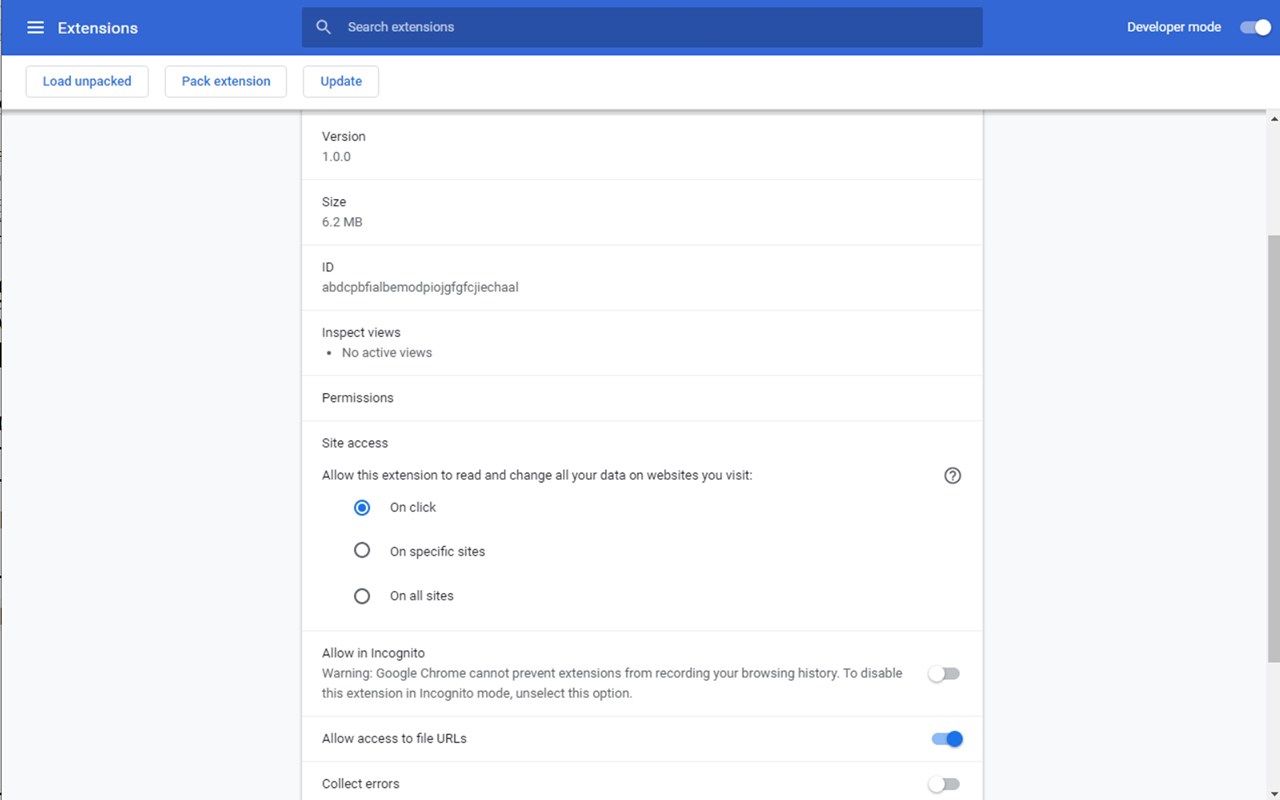 Extensions
Search extensions
Developer mode
Load unpacked
Pack extension
Update
Version
1.0.0
Size
6.2 MB
ID
abdcpbfialbemodpiojgfgfcjiechaal
Inspect views
• No active views
Permissions
Site access
Allow this extension to read and change all your data on websites you visit:
On click
On specific sites
On all sites
Allow in Incognito
Warning: Google Chrome cannot prevent extensions from recording your browsing history. To disable
this extension in Incognito mode, unselect this option.
Allow access to file URLs
Collect errors